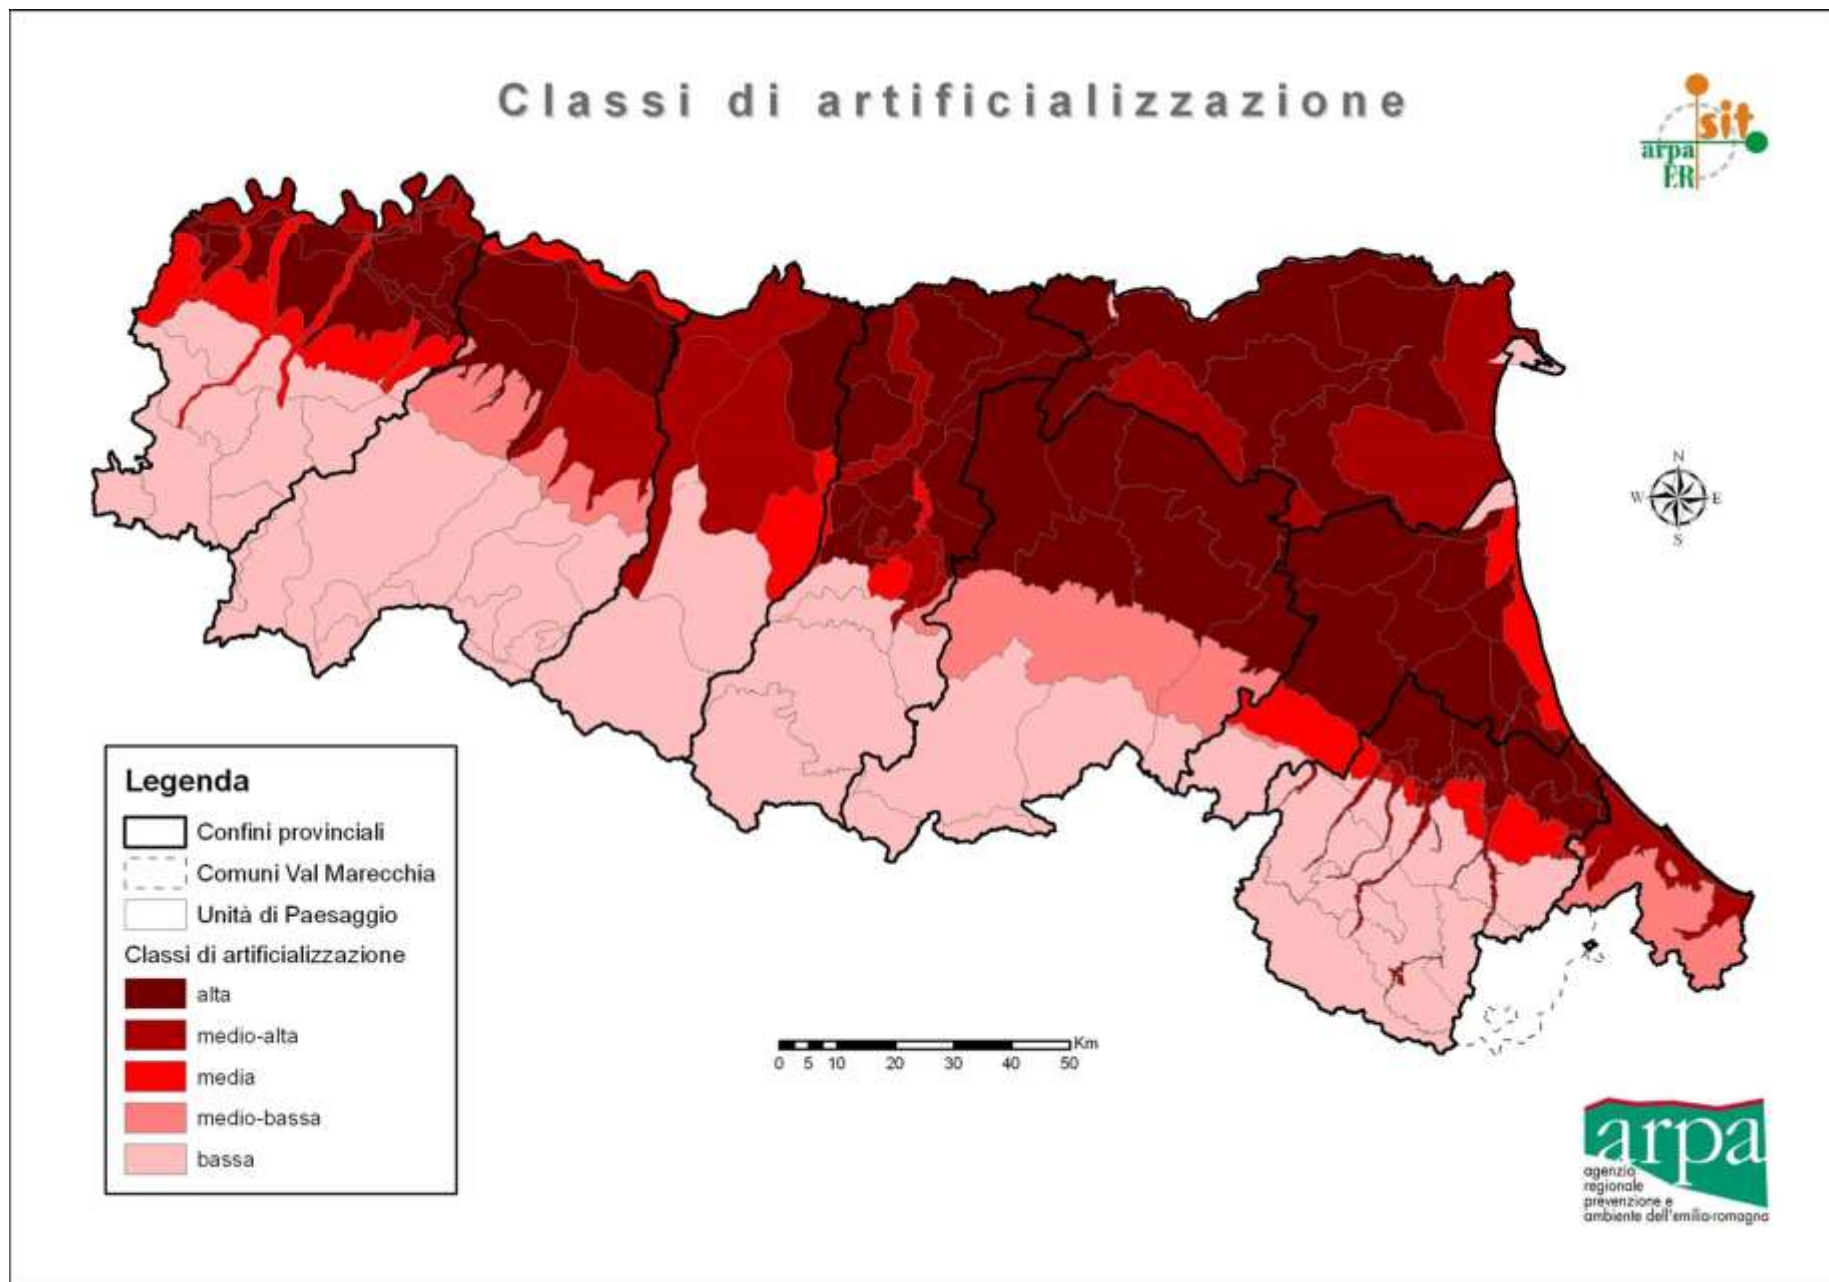 Classi di artificializzazione
sit
arpa
ER
N
W E
S
Legenda
Confini provinciali
Comuni Val Marecchia
Unità di Paesaggio
Classi di artificializzazione
alta
medio-alta
media
medio-bassa
bassa
Km
0 5 10 20 30 40 50
arpa
agenzia
regionale
prevenzione e
ambiente dell'emilia-romagna